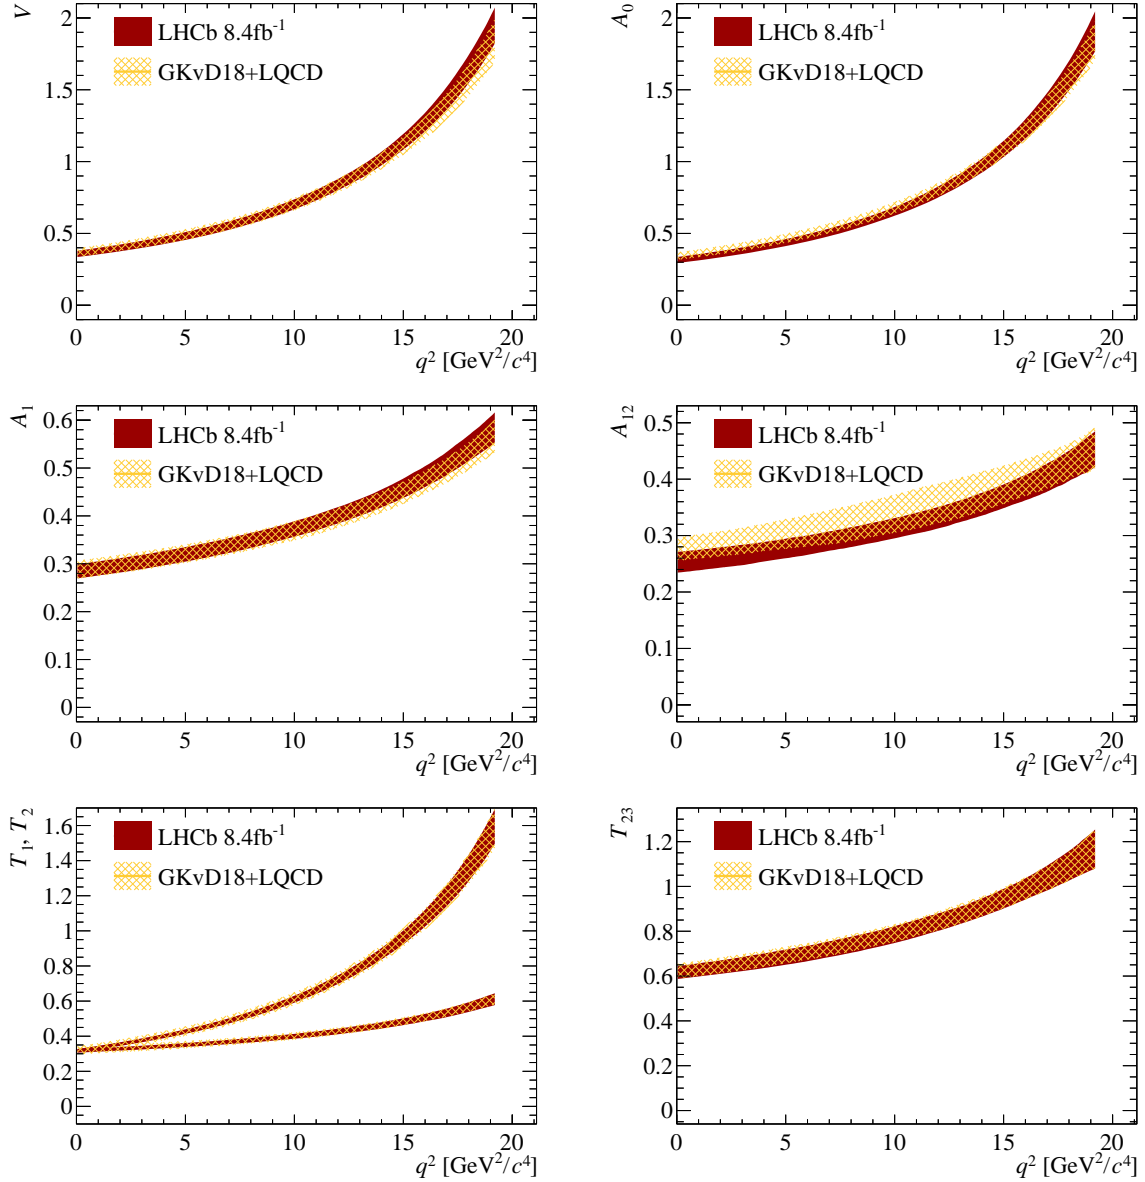 V
2
1.5
1
0.5
0
LHCb 8.4fb⁻¹
GKvD18+LQCD
0 5 10 15 20
q² [GeV²/c⁴]
A₀
2
1.5
1
0.5
0
LHCb 8.4fb⁻¹
GKvD18+LQCD
0 5 10 15 20
q² [GeV²/c⁴]
A₁
0.6
0.5
0.4
0.3
0.2
0.1
0
LHCb 8.4fb⁻¹
GKvD18+LQCD
0 5 10 15 20
q² [GeV²/c⁴]
A₁₂
0.5
0.4
0.3
0.2
0.1
0
LHCb 8.4fb⁻¹
GKvD18+LQCD
0 5 10 15 20
q² [GeV²/c⁴]
T₁, T₂
1.6
1.4
1.2
1
0.8
0.6
0.4
0.2
0
LHCb 8.4fb⁻¹
GKvD18+LQCD
0 5 10 15 20
q² [GeV²/c⁴]
T₂₃
1.2
1
0.8
0.6
0.4
0.2
0
LHCb 8.4fb⁻¹
GKvD18+LQCD
0 5 10 15 20
q² [GeV²/c⁴]